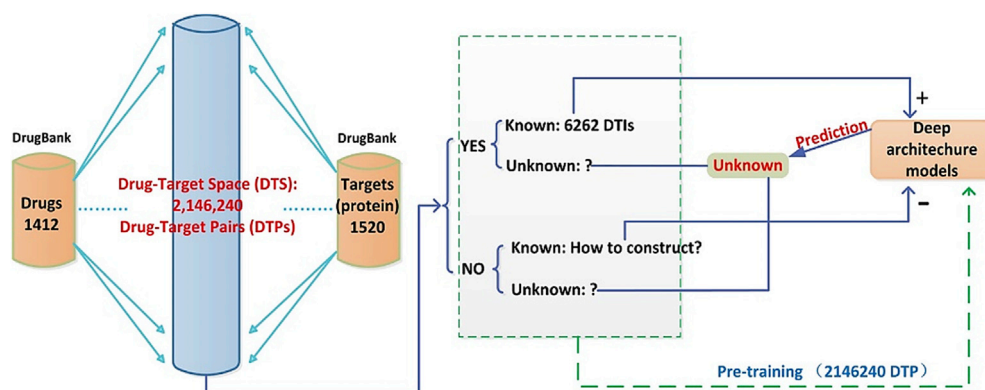 DrugBank
Drugs
1412
Drug-Target Space (DTS):
2,146,240
Drug-Target Pairs (DTPs)
DrugBank
Targets
(protein)
1520
YES
Known: 6262 DTIs
Unknown: ?
NO
Known: How to construct?
Unknown: ?
Unknown
Prediction
+
Deep
architechure
models
−
Pre-training （2146240 DTP）